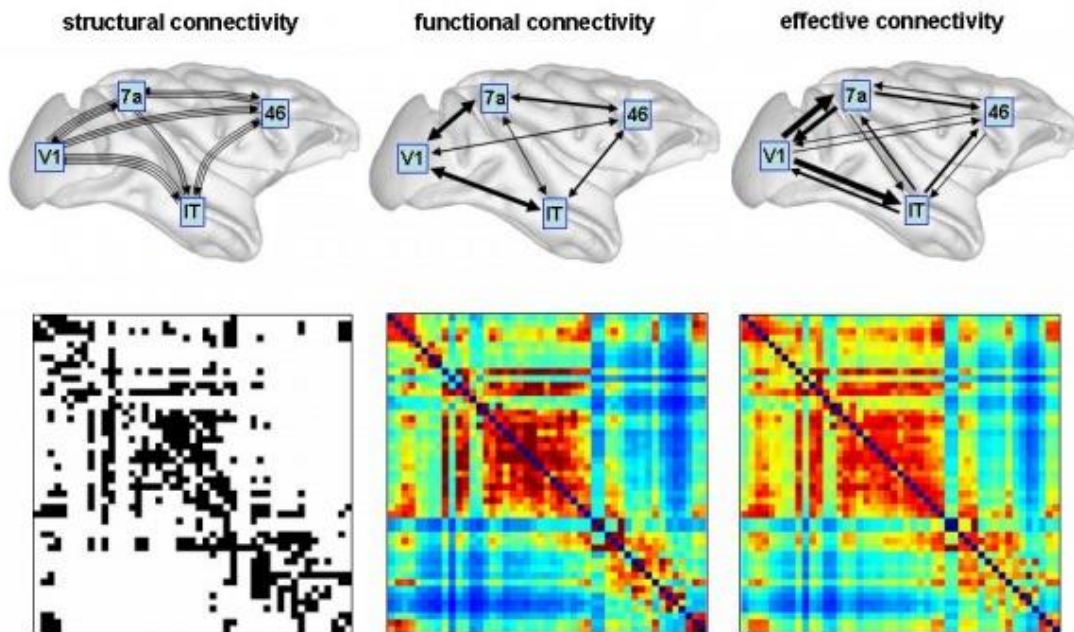 structural connectivity
functional connectivity
effective connectivity
7a
46
V1
IT
7a
46
V1
IT
7a
46
V1
IT